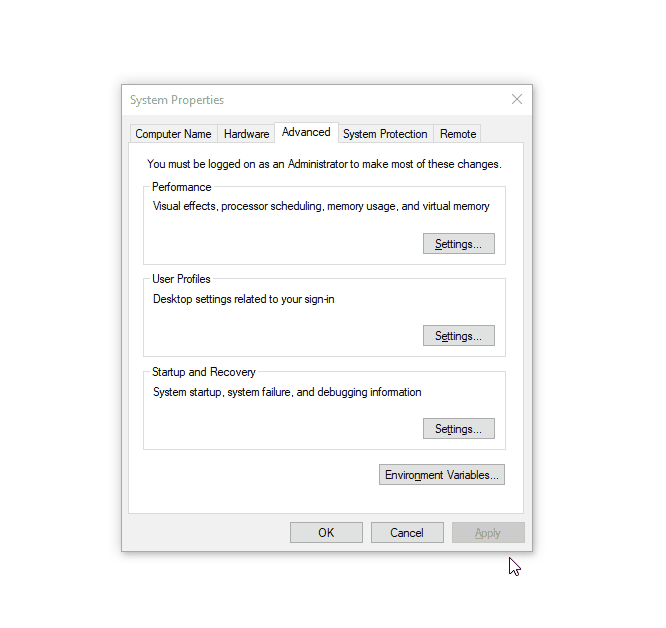 System Properties
Computer Name Hardware Advanced System Protection Remote
You must be logged on as an Administrator to make most of these changes.
Performance
Visual effects, processor scheduling, memory usage, and virtual memory
Settings...
User Profiles
Desktop settings related to your sign-in
Settings...
Startup and Recovery
System startup, system failure, and debugging information
Settings...
Environment Variables...
OK Cancel Apply